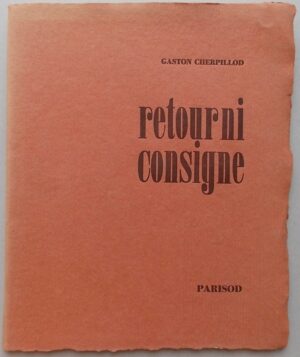 GASTON CHERPILLOD
retour ni
consigne
PARISOD